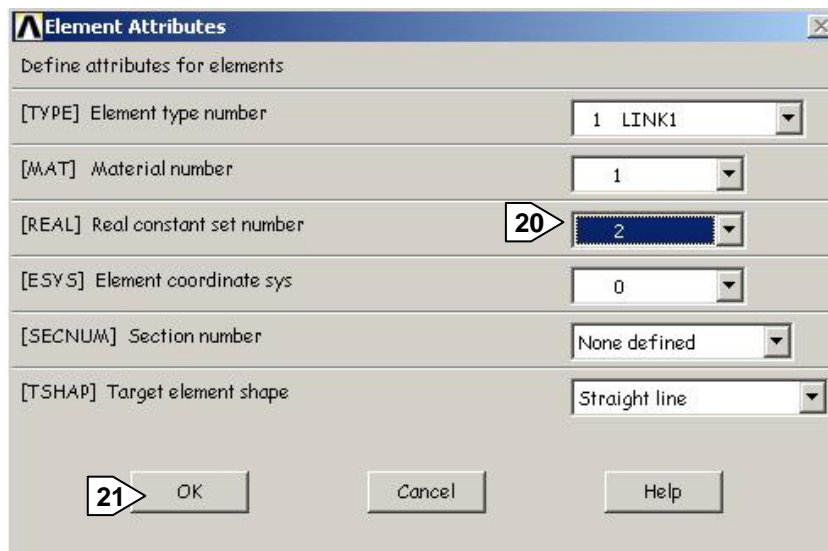 Element Attributes
Define attributes for elements
[TYPE] Element type number 1 LINK1
[MAT] Material number 1
[REAL] Real constant set number 20 2
[ESYS] Element coordinate sys 0
[SECNUM] Section number None defined
[TSHAP] Target element shape Straight line
21 OK Cancel Help